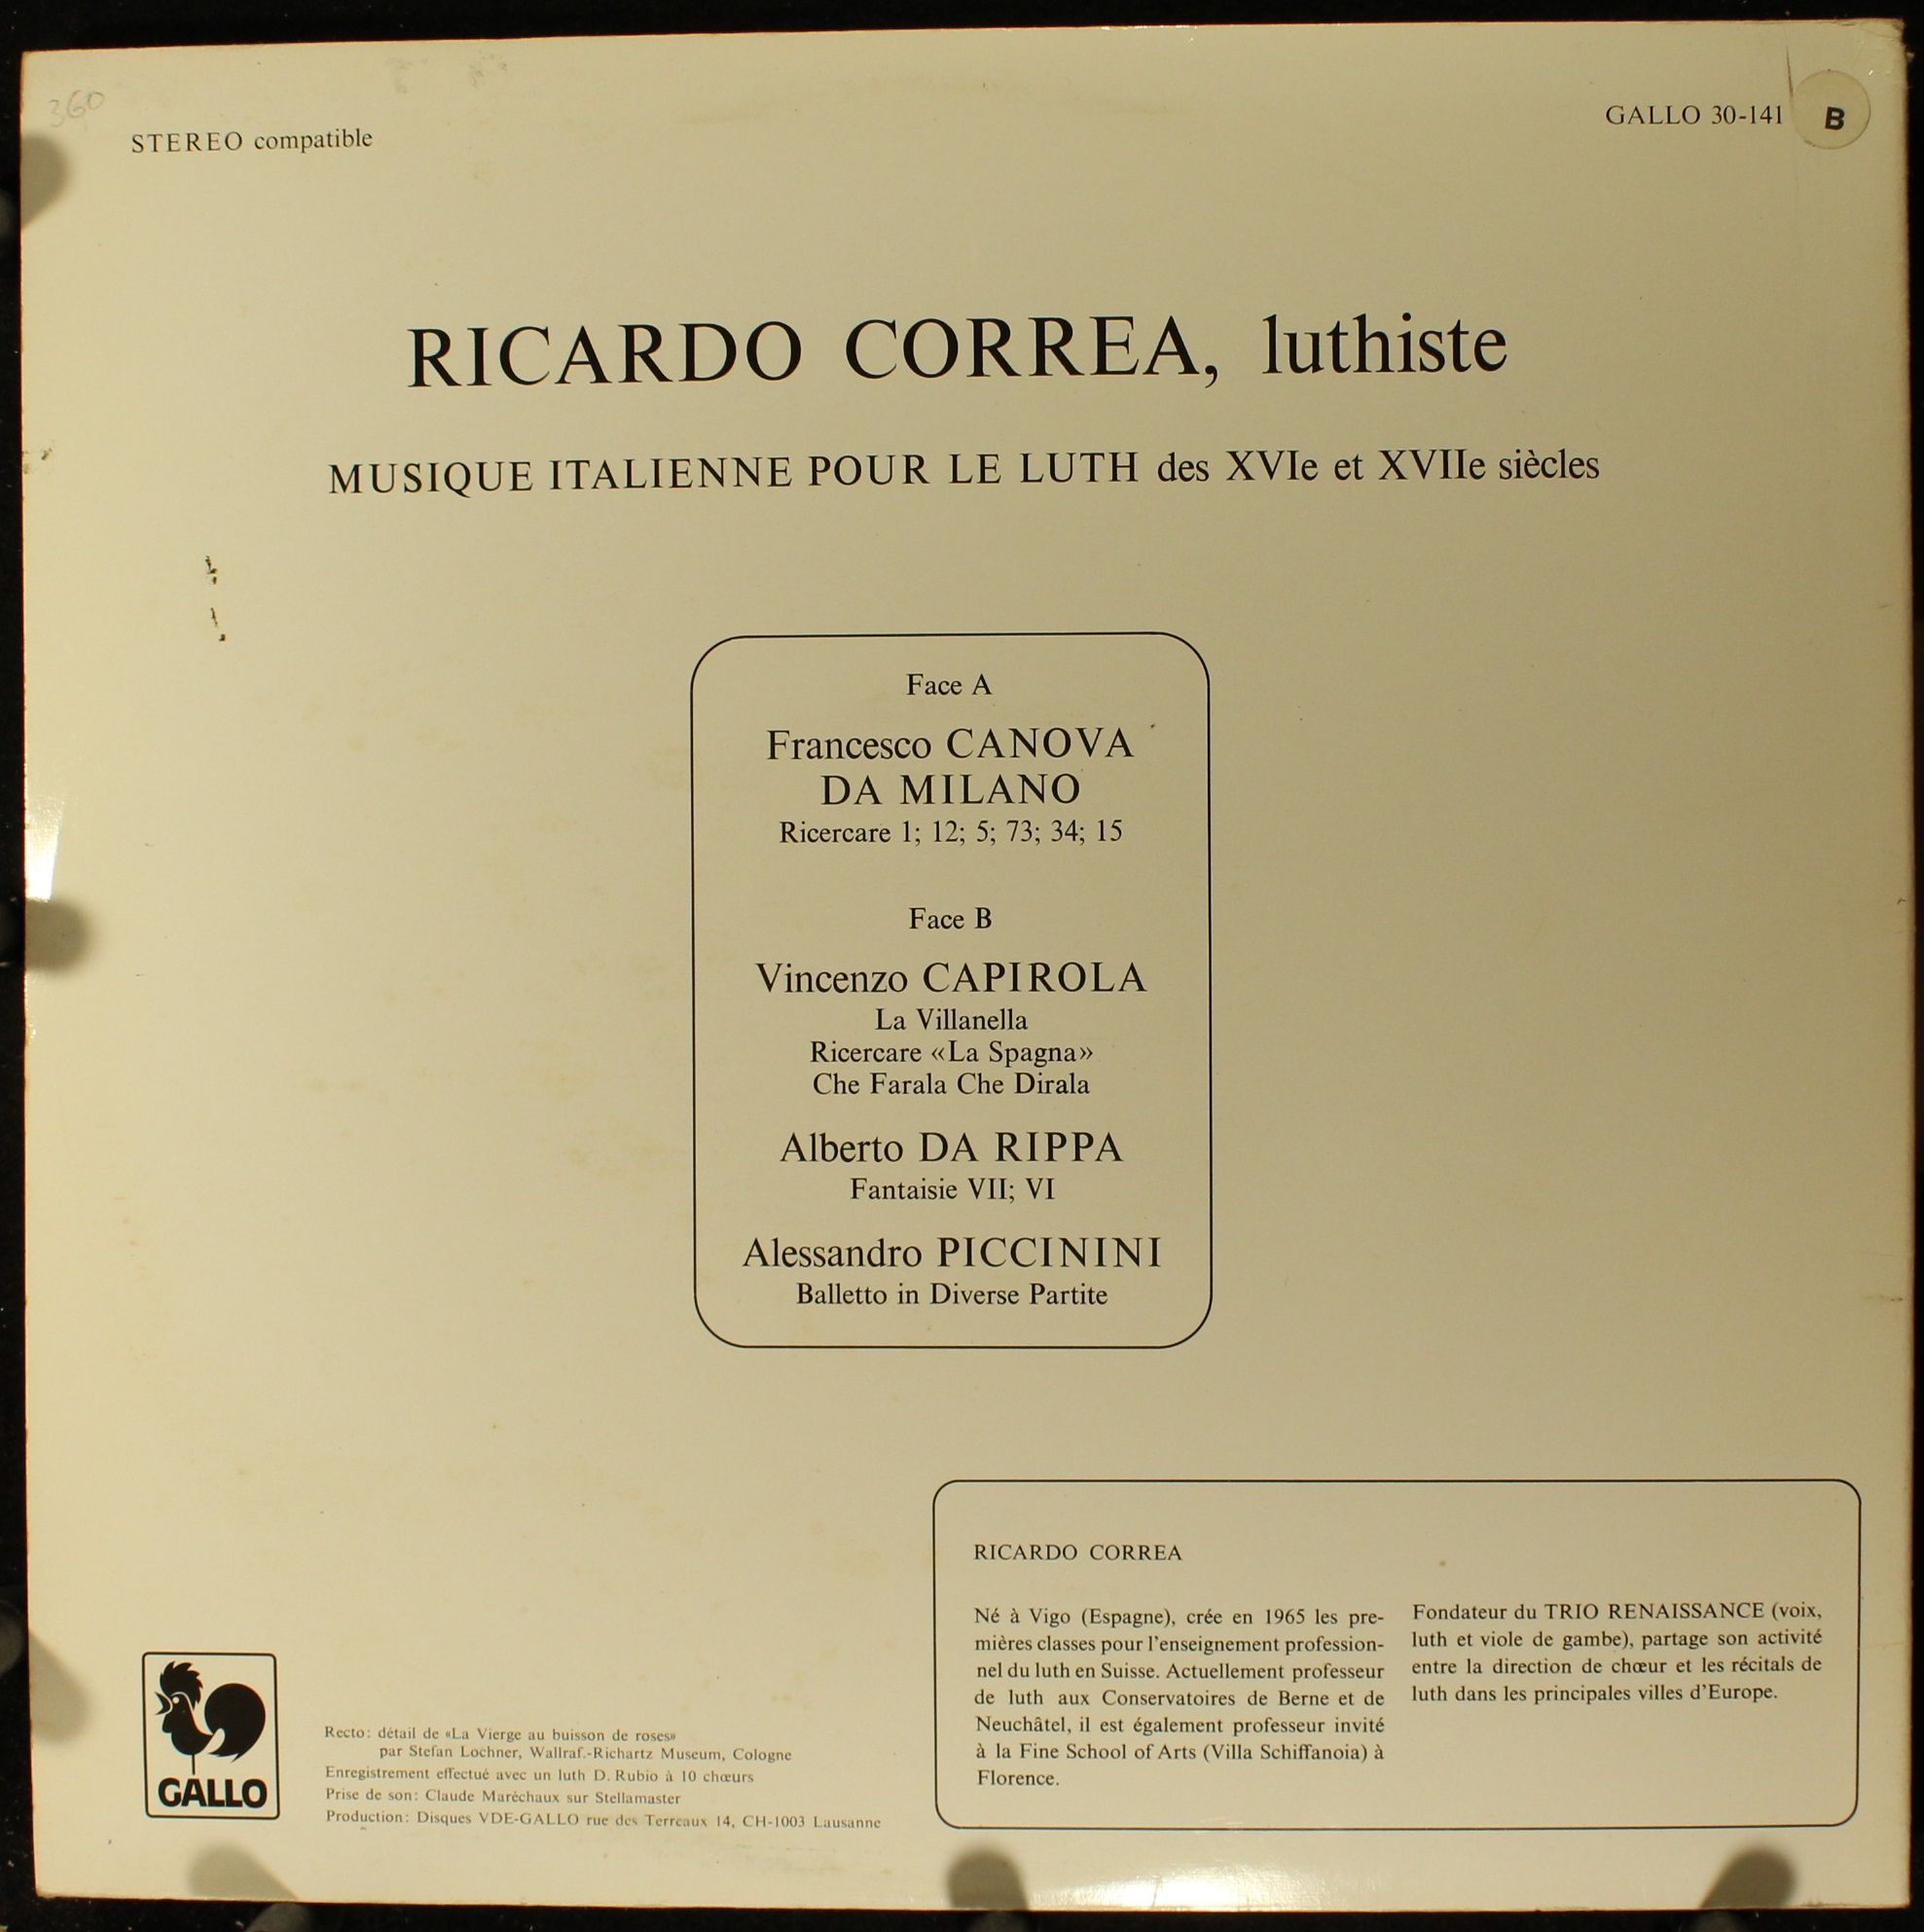 360
STEREO compatible
GALLO 30-141
B
RICARDO CORREA, luthiste
MUSIQUE ITALIENNE POUR LE LUTH des XVIe et XVIIe siècles
Face A
Francesco CANOVA
DA MILANO
Ricercare 1; 12; 5; 73; 34; 15
Face B
Vincenzo CAPIROLA
La Villanella
Ricercare «La Spagna»
Che Farala Che Dirala
Alberto DA RIPPA
Fantaisie VII; VI
Alessandro PICCININI
Balletto in Diverse Partite
GALLO
Recto: détail de «La Vierge au buisson de roses»
par Stefan Lochner, Wallraf.-Richartz Museum, Cologne
Enregistrement effectué avec un luth D. Rubio à 10 chœurs
Prise de son: Claude Maréchaux sur Stellamaster
Production: Disques VDE-GALLO rue des Terreaux 14, CH-1003 Lausanne
RICARDO CORREA
Né à Vigo (Espagne), crée en 1965 les pre-
mières classes pour l'enseignement profession-
nel du luth en Suisse. Actuellement professeur
de luth aux Conservatoires de Berne et de
Neuchâtel, il est également professeur invité
à la Fine School of Arts (Villa Schiffanoia) à
Florence.
Fondateur du TRIO RENAISSANCE (voix,
luth et viole de gambe), partage son activité
entre la direction de chœur et les récitals de
luth dans les principales villes d'Europe.